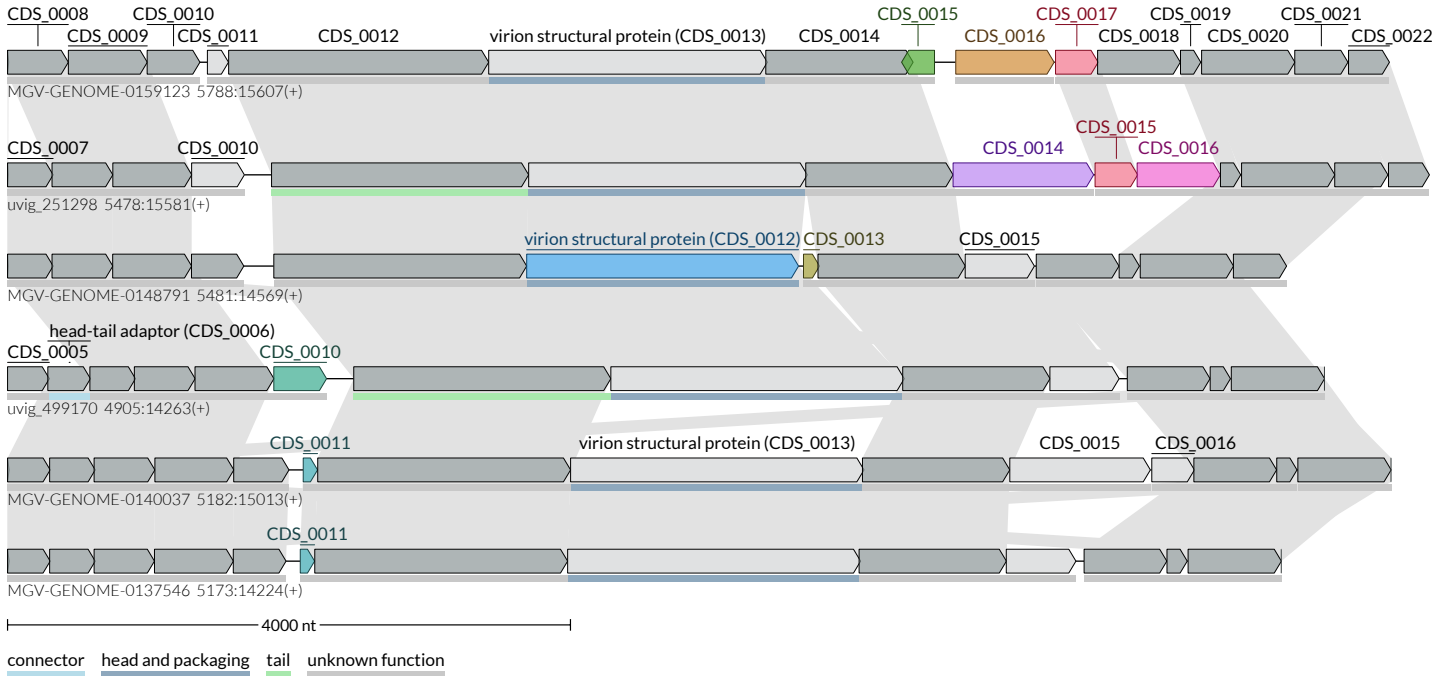 CDS_0008 CDS_0010 CDS_0015 CDS_0017 CDS_0019 CDS_0021
CDS_0009 CDS_0011 CDS_0012 virion structural protein (CDS_0013) CDS_0014 CDS_0016 CDS_0018 CDS_0020 CDS_0022
MGV-GENOME-0159123 5788:15607(+)
CDS_0015
CDS_0007 CDS_0010 CDS_0014 CDS_0016
uvig_251298 5478:15581(+)
virion structural protein (CDS_0012) CDS_0013 CDS_0015
MGV-GENOME-0148791 5481:14569(+)
head-tail adaptor (CDS_0006)
CDS_0005 CDS_0010
uvig_499170 4905:14263(+)
CDS_0011 virion structural protein (CDS_0013) CDS_0015 CDS_0016
MGV-GENOME-0140037 5182:15013(+)
CDS_0011
MGV-GENOME-0137546 5173:14224(+)
4000 nt
connector head and packaging tail unknown function